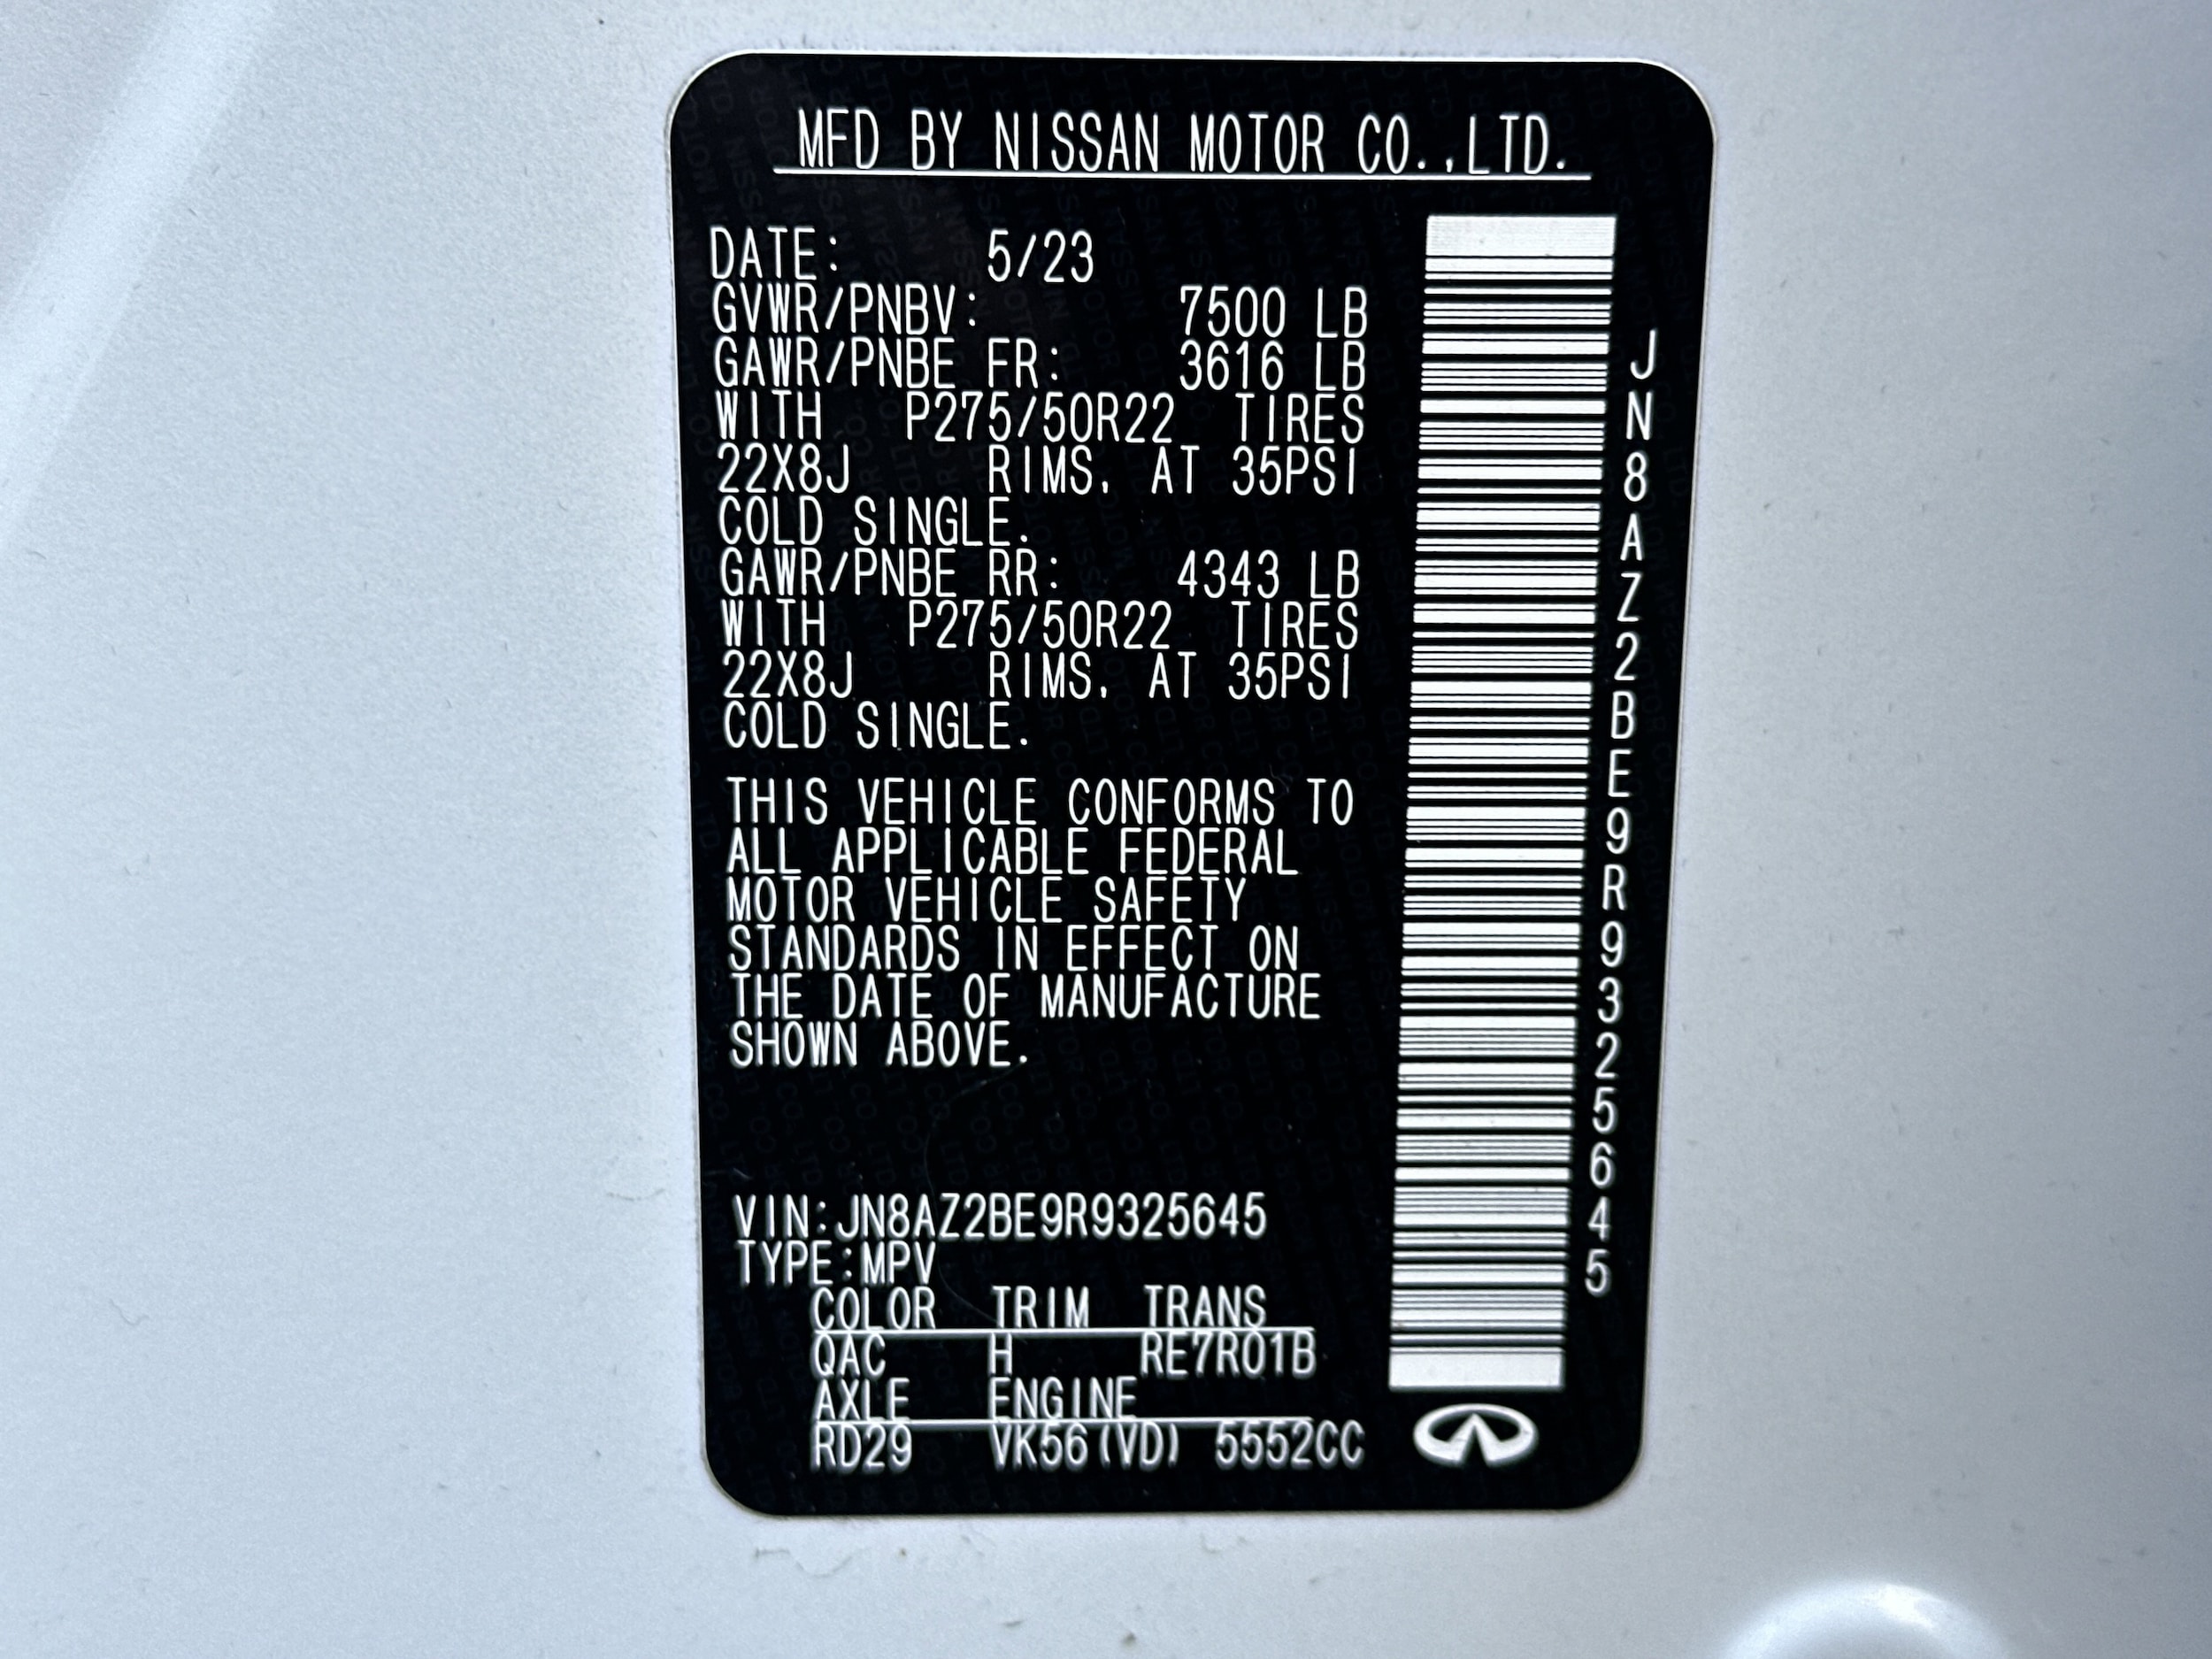 MFD BY NISSAN MOTOR CO.,LTD.
DATE: 5/23
GVWR/PNBV: 7500 LB
GAWR/PNBE FR: 3616 LB
WITH P275/50R22 TIRES
22X8J RIMS, AT 35PSI
COLD SINGLE.
GAWR/PNBE RR: 4343 LB
WITH P275/50R22 TIRES
22X8J RIMS, AT 35PSI
COLD SINGLE.
THIS VEHICLE CONFORMS TO
ALL APPLICABLE FEDERAL
MOTOR VEHICLE SAFETY
STANDARDS IN EFFECT ON
THE DATE OF MANUFACTURE
SHOWN ABOVE.
VIN:JN8AZ2BE9R9325645
TYPE:MPV
COLOR TRIM TRANS
QAC H RE7R01B
AXLE ENGINE
RD29 VK56(VD) 5552CC
JN8AZ2BE9R9325645